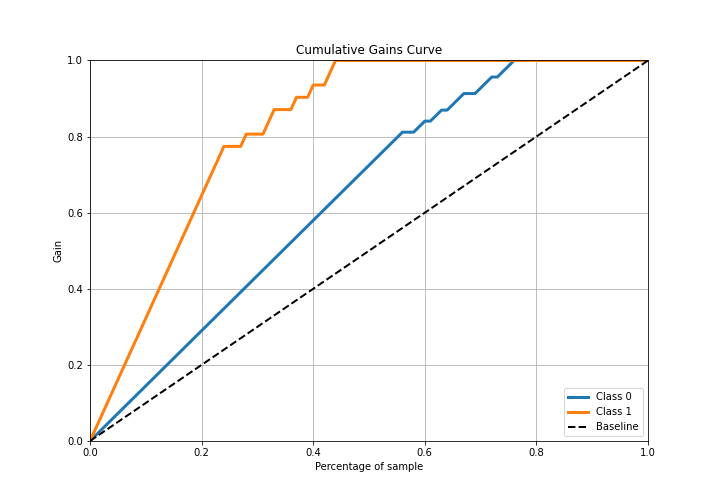 Cumulative Gains Curve
1.0
0.8
0.6
0.4
0.2
0.0
Gain
0.0 0.2 0.4 0.6 0.8 1.0
Percentage of sample
Class 0
Class 1
Baseline